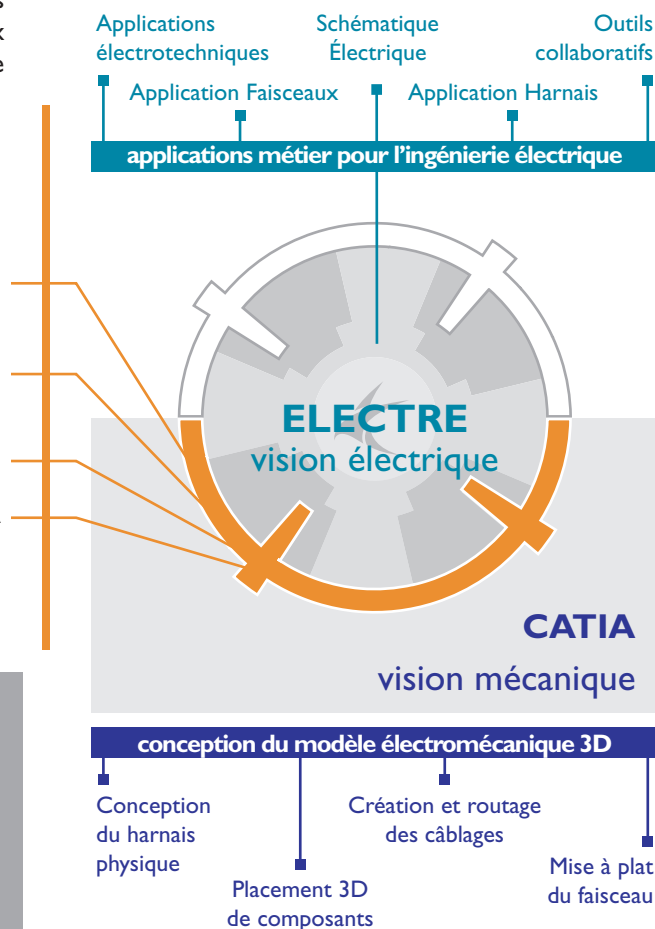 Applications
électrotechniques
Schématique
Électrique
Outils
collaboratifs
Application Faisceaux
Application Harnais
applications métier pour l'ingénierie électrique
ELECTRE
vision électrique
CATIA
vision mécanique
conception du modèle électromécanique 3D
Conception
du harnais
physique
Création et routage
des câblages
Placement 3D
de composants
Mise à plat
du faisceau